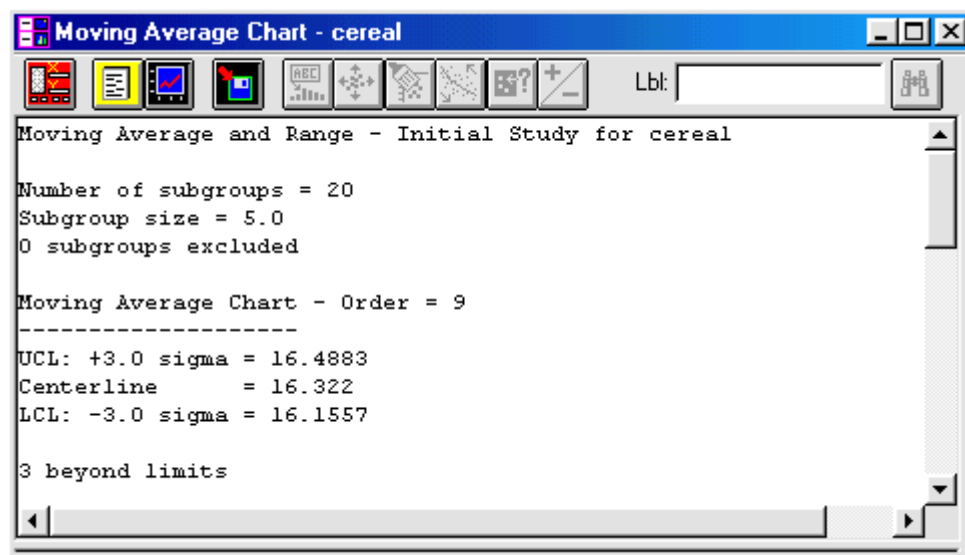 Moving Average Chart - cereal
ABC
Lbl:
Moving Average and Range - Initial Study for cereal
Number of subgroups = 20
Subgroup size = 5.0
0 subgroups excluded
Moving Average Chart - Order = 9
--------------------
UCL: +3.0 sigma = 16.4883
Centerline      = 16.322
LCL: -3.0 sigma = 16.1557
3 beyond limits